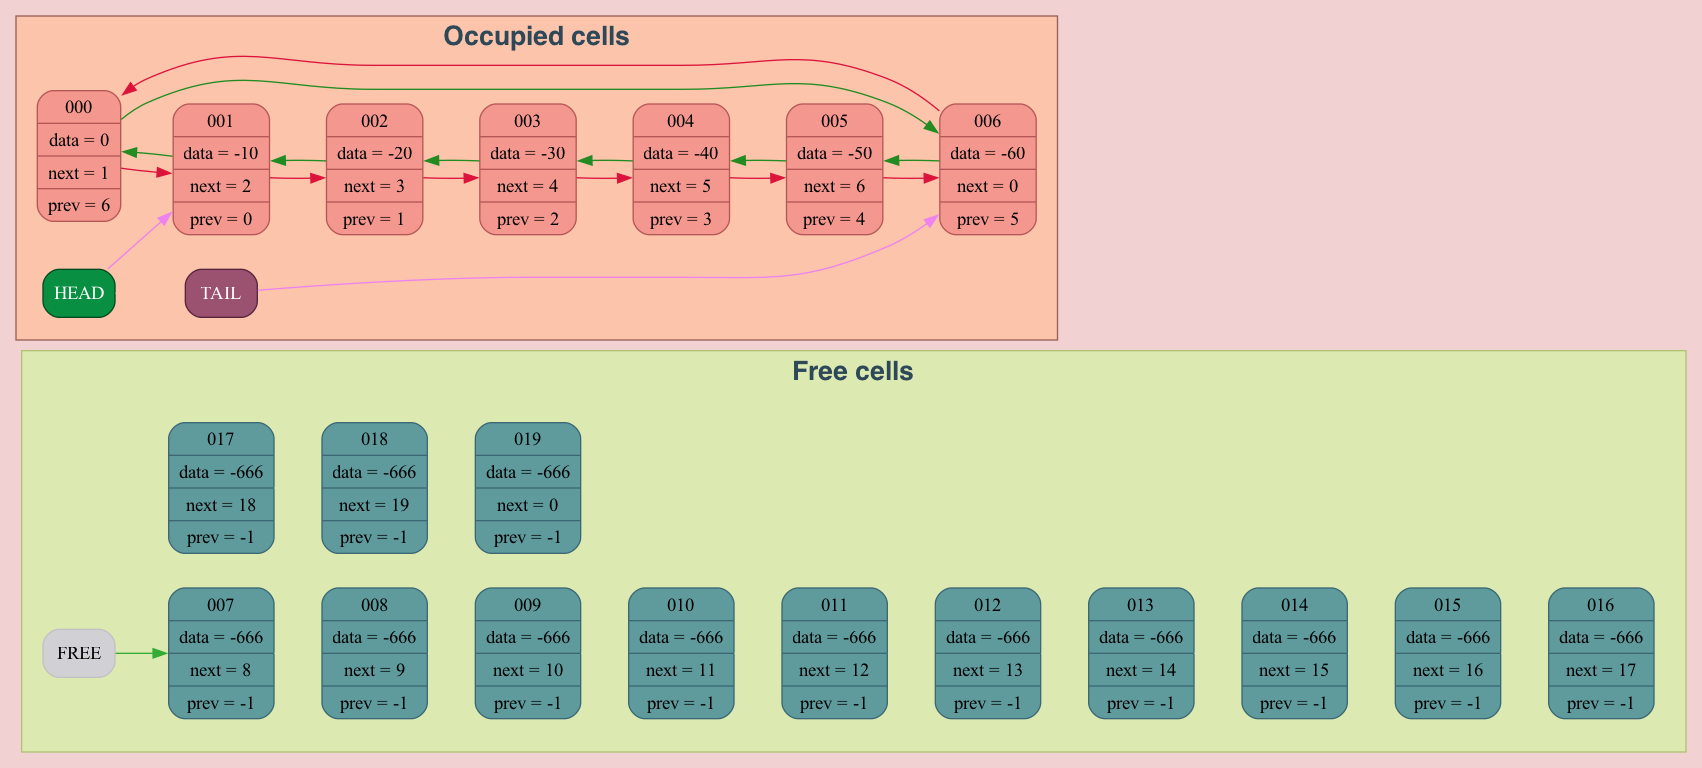 Occupied cells
000
data = 0
next = 1
prev = 6
001
data = -10
next = 2
prev = 0
002
data = -20
next = 3
prev = 1
003
data = -30
next = 4
prev = 2
004
data = -40
next = 5
prev = 3
005
data = -50
next = 6
prev = 4
006
data = -60
next = 0
prev = 5
HEAD
TAIL
Free cells
017
data = -666
next = 18
prev = -1
018
data = -666
next = 19
prev = -1
019
data = -666
next = 0
prev = -1
FREE
007
data = -666
next = 8
prev = -1
008
data = -666
next = 9
prev = -1
009
data = -666
next = 10
prev = -1
010
data = -666
next = 11
prev = -1
011
data = -666
next = 12
prev = -1
012
data = -666
next = 13
prev = -1
013
data = -666
next = 14
prev = -1
014
data = -666
next = 15
prev = -1
015
data = -666
next = 16
prev = -1
016
data = -666
next = 17
prev = -1